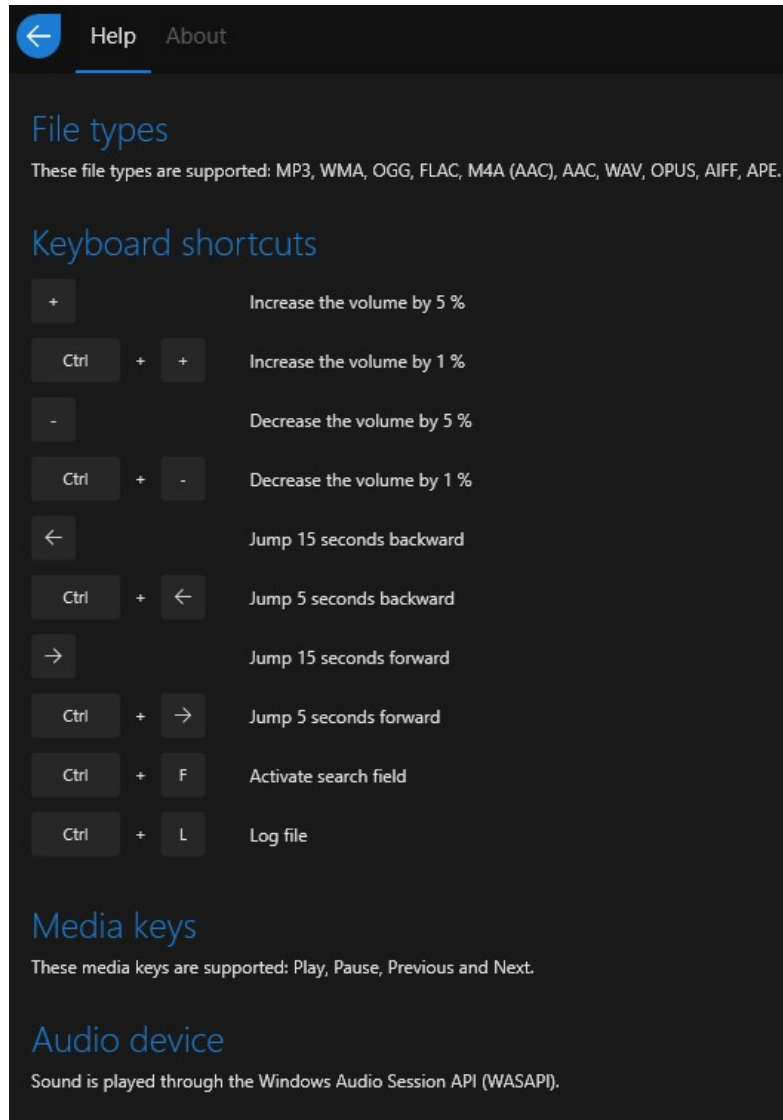 Help About
File types
These file types are supported: MP3, WMA, OGG, FLAC, M4A (AAC), AAC, WAV, OPUS, AIFF, APE.
Keyboard shortcuts
+ Increase the volume by 5 %
Ctrl + + Increase the volume by 1 %
- Decrease the volume by 5 %
Ctrl + - Decrease the volume by 1 %
← Jump 15 seconds backward
Ctrl + ← Jump 5 seconds backward
→ Jump 15 seconds forward
Ctrl + → Jump 5 seconds forward
Ctrl + F Activate search field
Ctrl + L Log file
Media keys
These media keys are supported: Play, Pause, Previous and Next.
Audio device
Sound is played through the Windows Audio Session API (WASAPI).